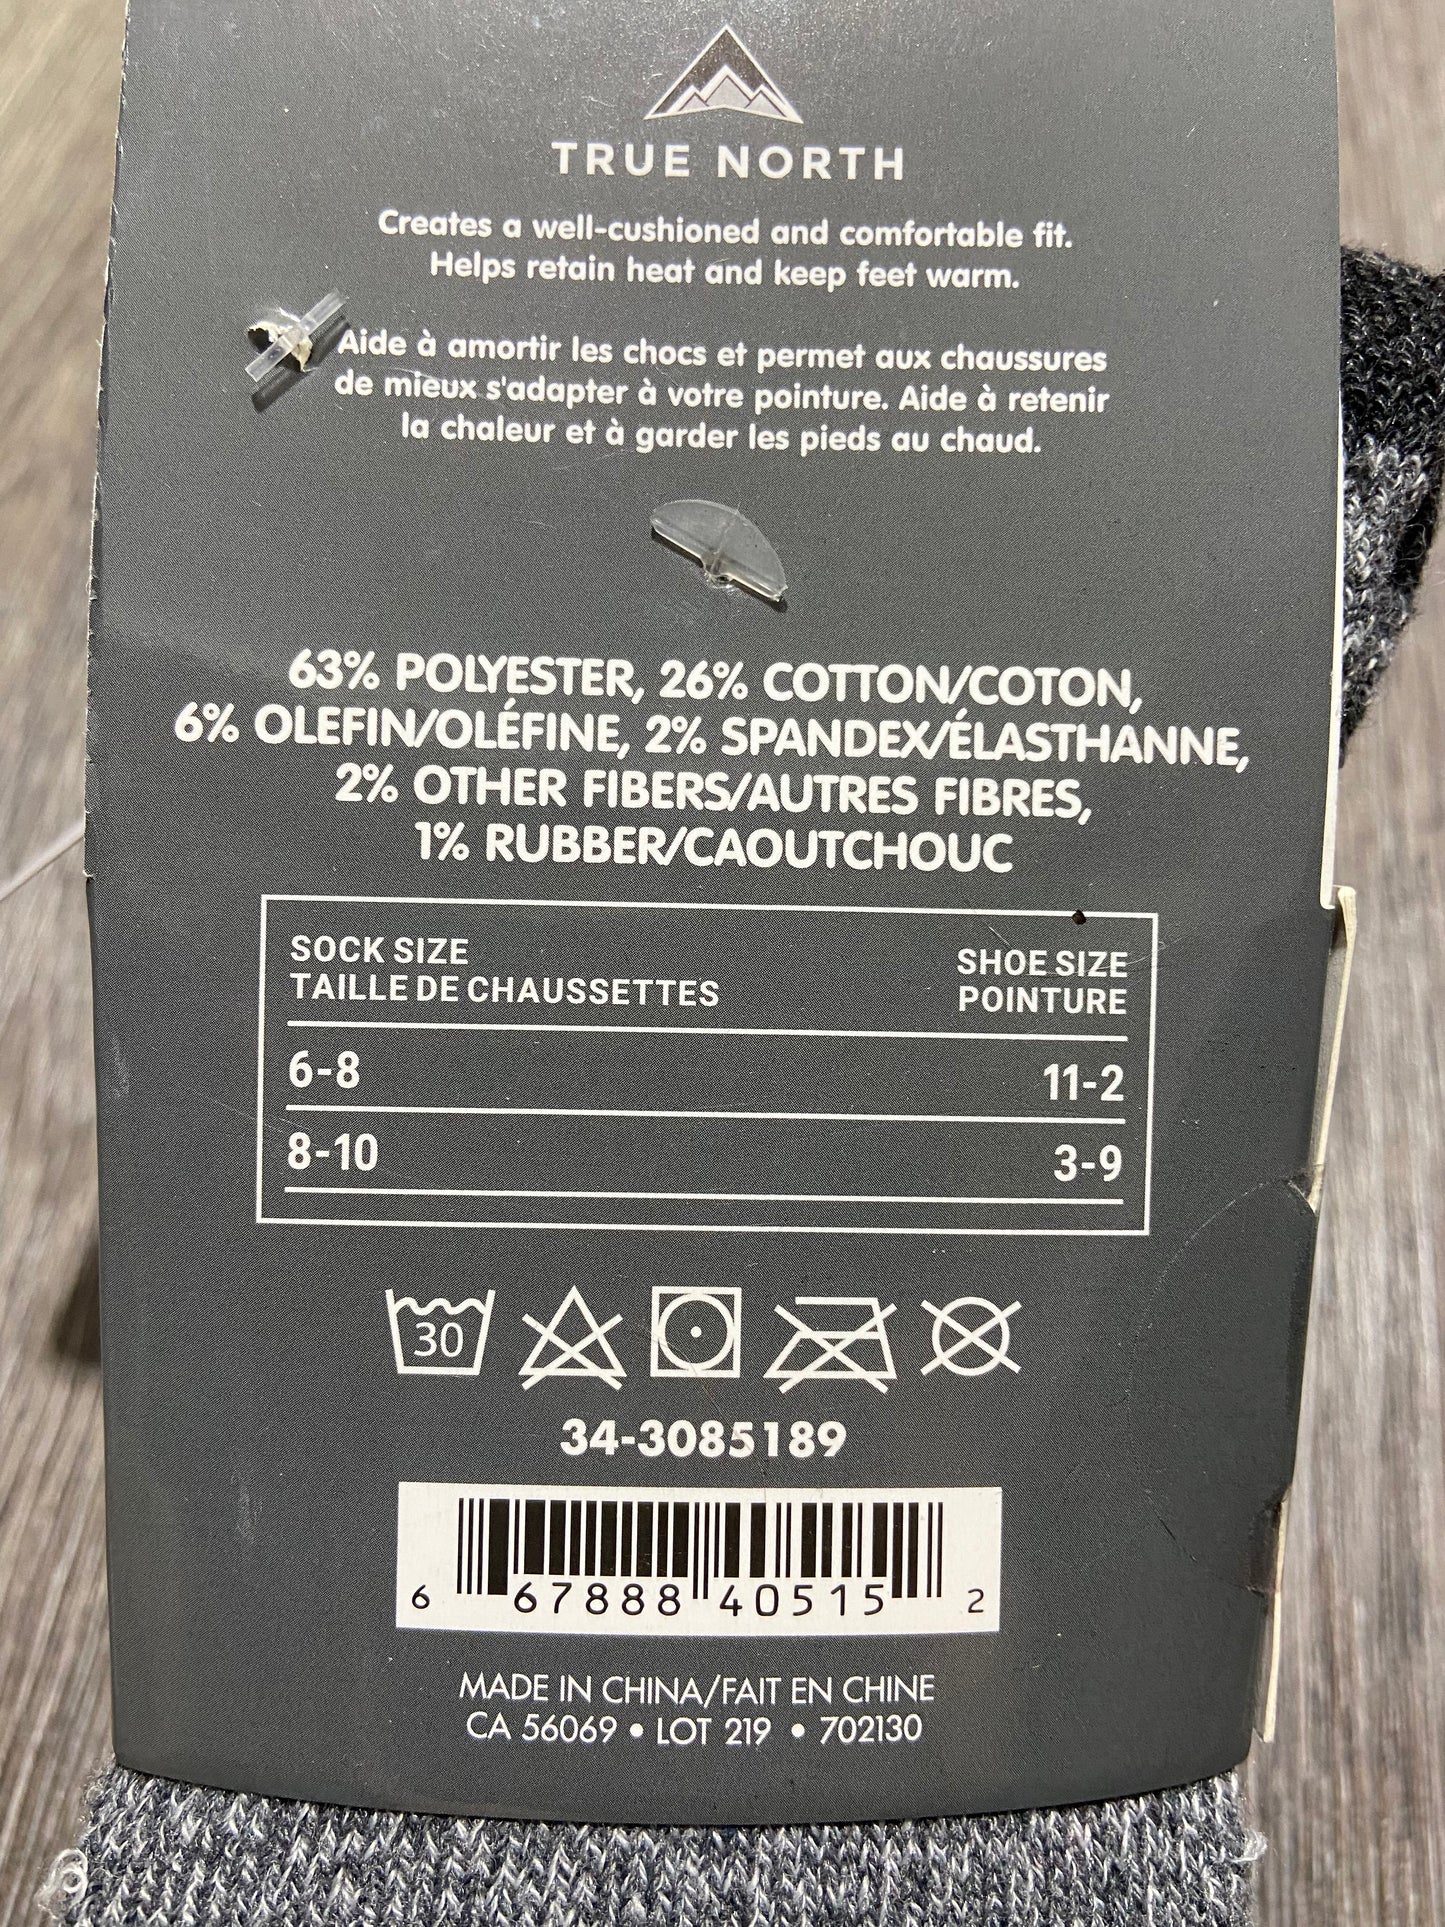 TRUE NORTH
Creates a well-cushioned and comfortable fit.
Helps retain heat and keep feet warm.
Aide à amortir les chocs et permet aux chaussures
de mieux s'adapter à votre pointure. Aide à retenir
la chaleur et à garder les pieds au chaud.
63% POLYESTER, 26% COTTON/COTON,
6% OLEFIN/OLÉFINE, 2% SPANDEX/ÉLASTHANNE,
2% OTHER FIBERS/AUTRES FIBRES,
1% RUBBER/CAOUTCHOUC
SOCK SIZE SHOE SIZE
TAILLE DE CHAUSSETTES POINTURE
6-8 11-2
8-10 3-9
30
34-3085189
6 67888 40515 2
MADE IN CHINA/FAIT EN CHINE
CA 56069 • LOT 219 • 702130